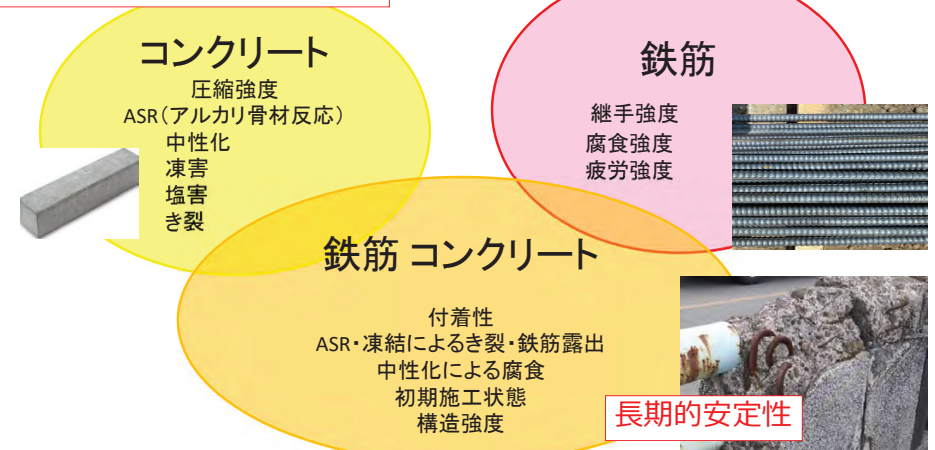 コンクリート
圧縮強度
ASR(アルカリ骨材反応)
中性化
凍害
塩害
き裂
鉄筋
継手強度
腐食強度
疲労強度
鉄筋 コンクリート
付着性
ASR・凍結によるき裂・鉄筋露出
中性化による腐食
初期施工状態
構造強度
長期的安定性